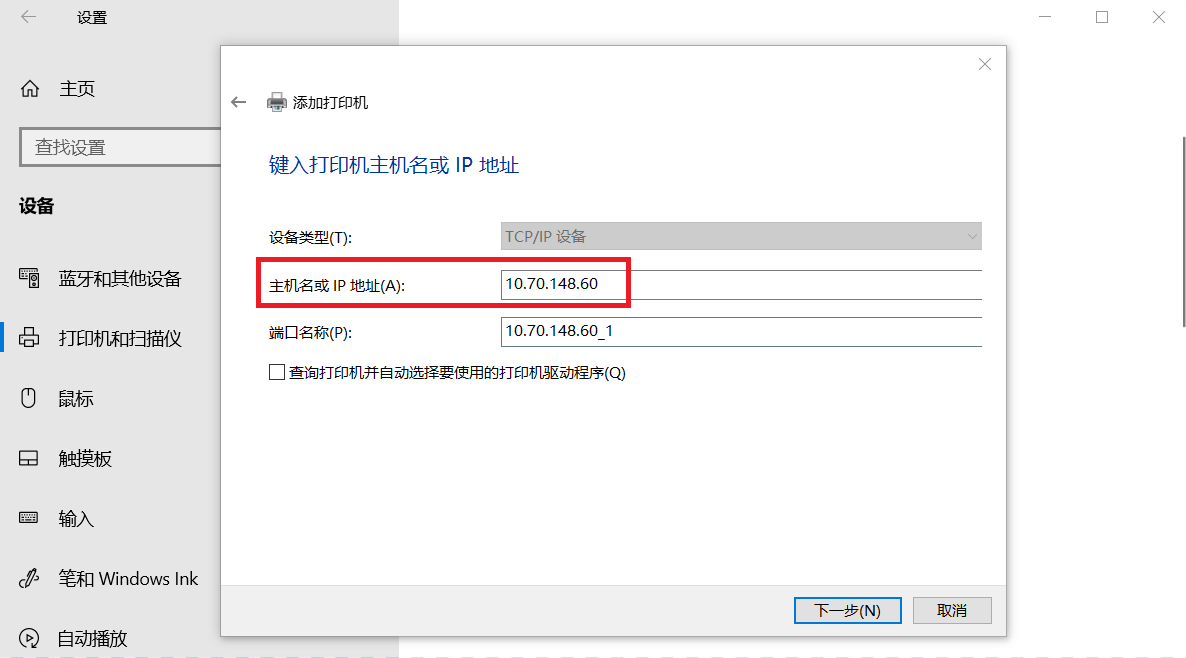 设置
主页
查找设置
设备
蓝牙和其他设备
打印机和扫描仪
鼠标
触摸板
输入
笔和 Windows Ink
自动播放
添加打印机
键入打印机主机名或 IP 地址
设备类型(T): TCP/IP 设备
主机名或 IP 地址(A): 10.70.148.60
端口名称(P): 10.70.148.60_1
查询打印机并自动选择要使用的打印机驱动程序(Q)
下一步(N) 取消